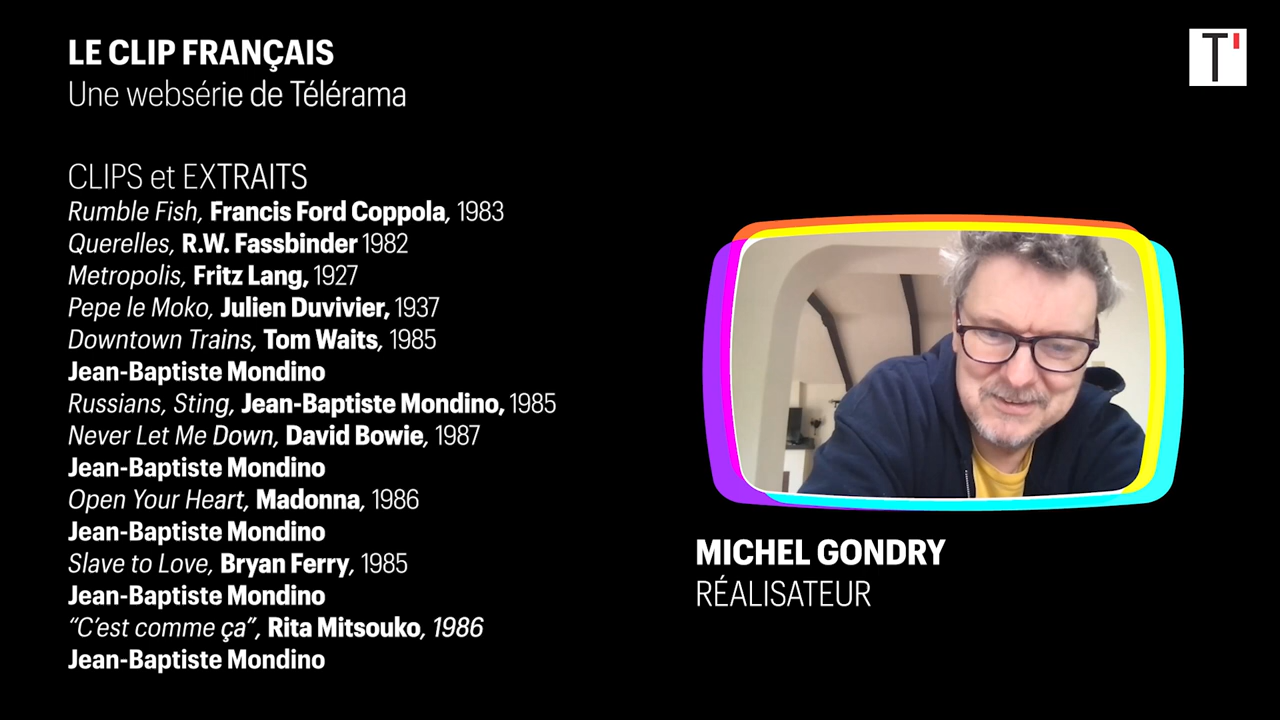 LE CLIP FRANÇAIS
Une websérie de Télérama
T'
CLIPS et EXTRAITS
Rumble Fish, Francis Ford Coppola, 1983
Querelles, R.W. Fassbinder 1982
Metropolis, Fritz Lang, 1927
Pepe le Moko, Julien Duvivier, 1937
Downtown Trains, Tom Waits, 1985
Jean-Baptiste Mondino
Russians, Sting, Jean-Baptiste Mondino, 1985
Never Let Me Down, David Bowie, 1987
Jean-Baptiste Mondino
Open Your Heart, Madonna, 1986
Jean-Baptiste Mondino
Slave to Love, Bryan Ferry, 1985
Jean-Baptiste Mondino
“C’est comme ça”, Rita Mitsouko, 1986
Jean-Baptiste Mondino
MICHEL GONDRY
RÉALISATEUR